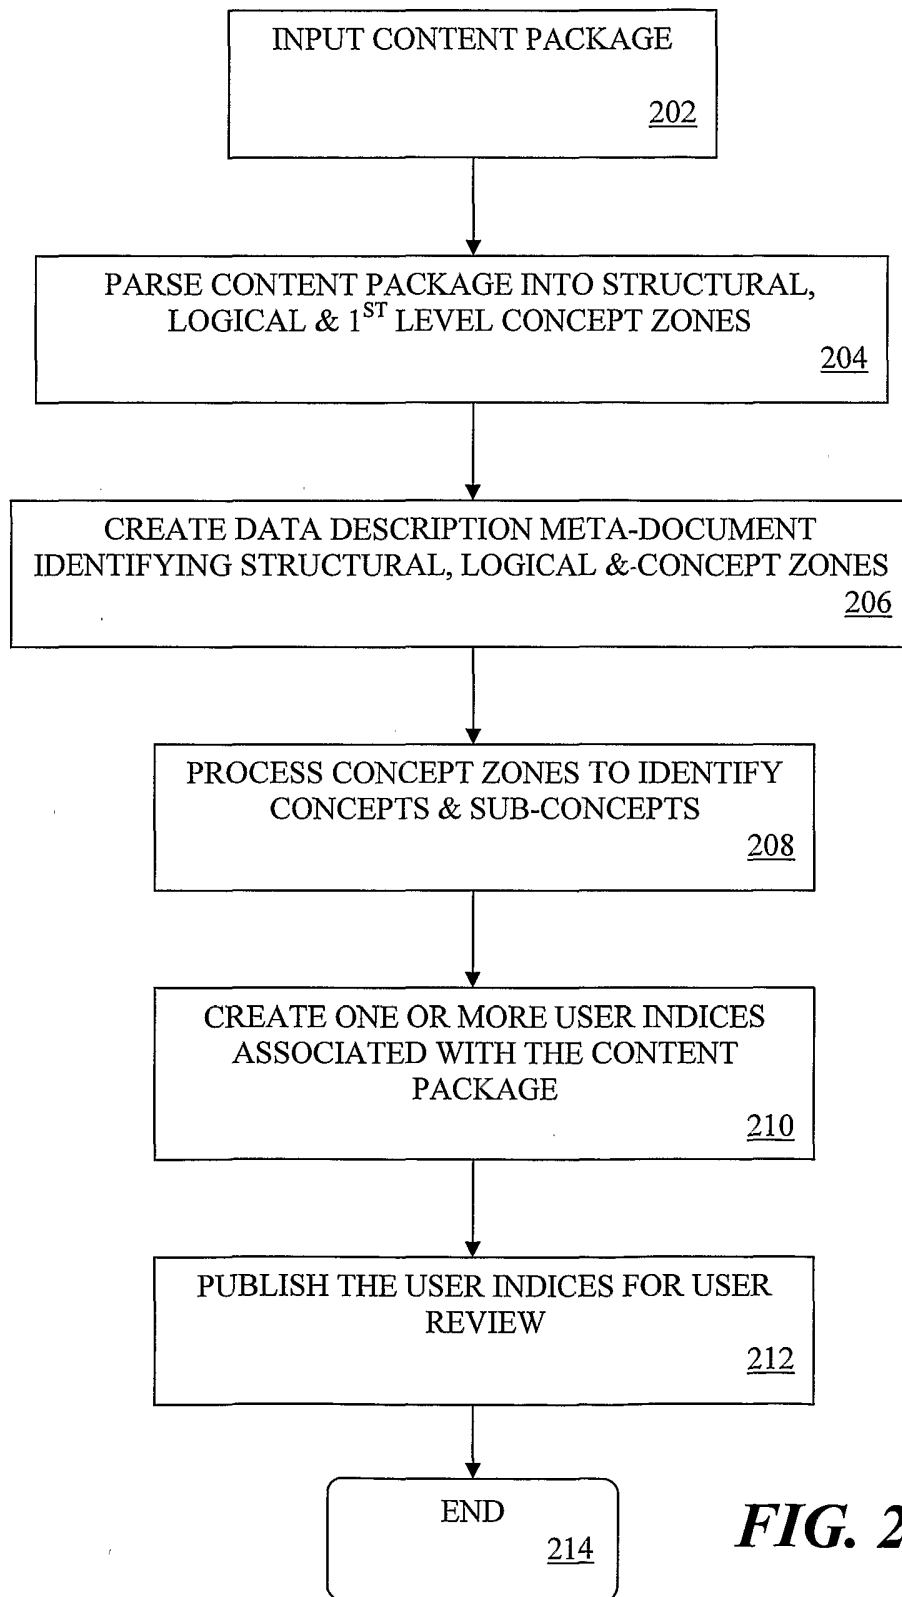 INPUT CONTENT PACKAGE
202
PARSE CONTENT PACKAGE INTO STRUCTURAL,
LOGICAL & 1ST LEVEL CONCEPT ZONES
204
CREATE DATA DESCRIPTION META-DOCUMENT
IDENTIFYING STRUCTURAL, LOGICAL &-CONCEPT ZONES
206
PROCESS CONCEPT ZONES TO IDENTIFY
CONCEPTS & SUB-CONCEPTS
208
CREATE ONE OR MORE USER INDICES
ASSOCIATED WITH THE CONTENT
PACKAGE
210
PUBLISH THE USER INDICES FOR USER
REVIEW
212
END
214
FIG. 2